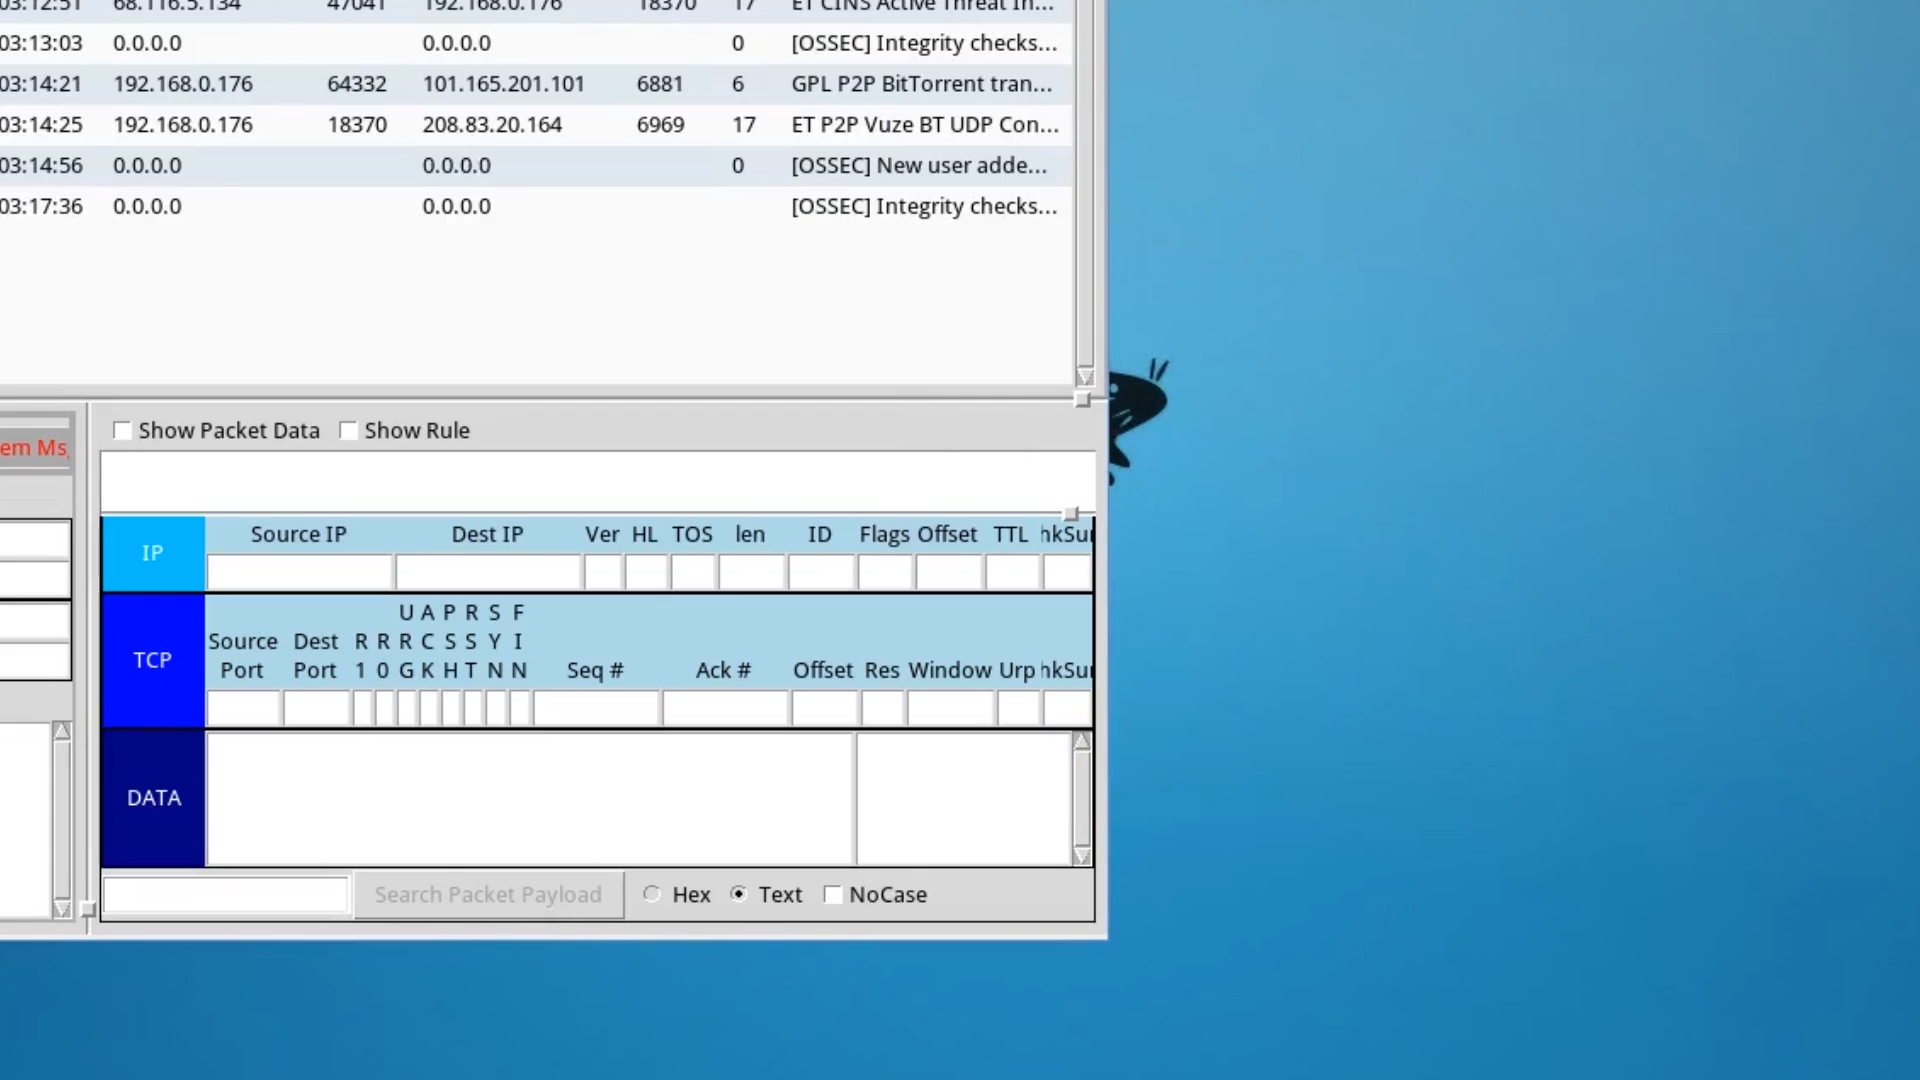 03:12:51 68.116.5.134 47041 192.168.0.176 18370 17 ET CINS Active Threat In...
03:13:03 0.0.0.0 0.0.0.0 0 [OSSEC] Integrity checks...
03:14:21 192.168.0.176 64332 101.165.201.101 6881 6 GPL P2P BitTorrent tran...
03:14:25 192.168.0.176 18370 208.83.20.164 6969 17 ET P2P Vuze BT UDP Con...
03:14:56 0.0.0.0 0.0.0.0 0 [OSSEC] New user adde...
03:17:36 0.0.0.0 0.0.0.0 [OSSEC] Integrity checks...
Show Packet Data Show Rule
em Ms
IP Source IP Dest IP Ver HL TOS len ID Flags Offset TTL hkSu
U A P R S F
Source Dest R R R C S S Y I
TCP
Port Port 1 0 G K H T N N Seq # Ack # Offset Res Window Urp hkSu
DATA
Search Packet Payload Hex Text NoCase